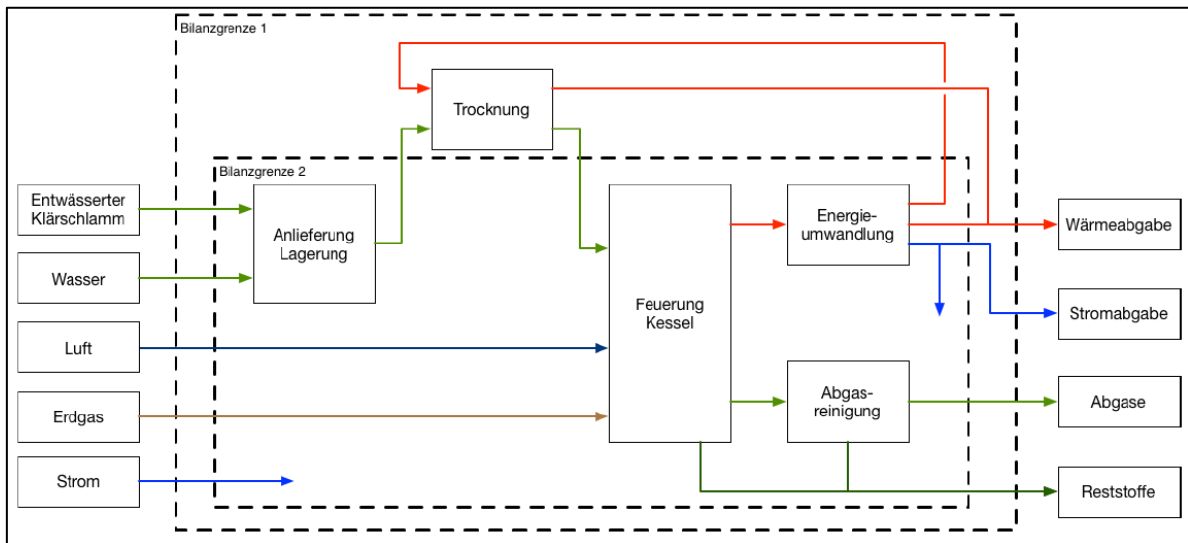 Bilanzgrenze 1
Trocknung
Bilanzgrenze 2
Entwässerter
Klärschlamm
Anlieferung
Lagerung
Energie-
umwandlung
Wärmeabgabe
Wasser
Feuerung
Kessel
Stromabgabe
Luft
Erdgas
Abgas-
reinigung
Abgase
Strom
Reststoffe